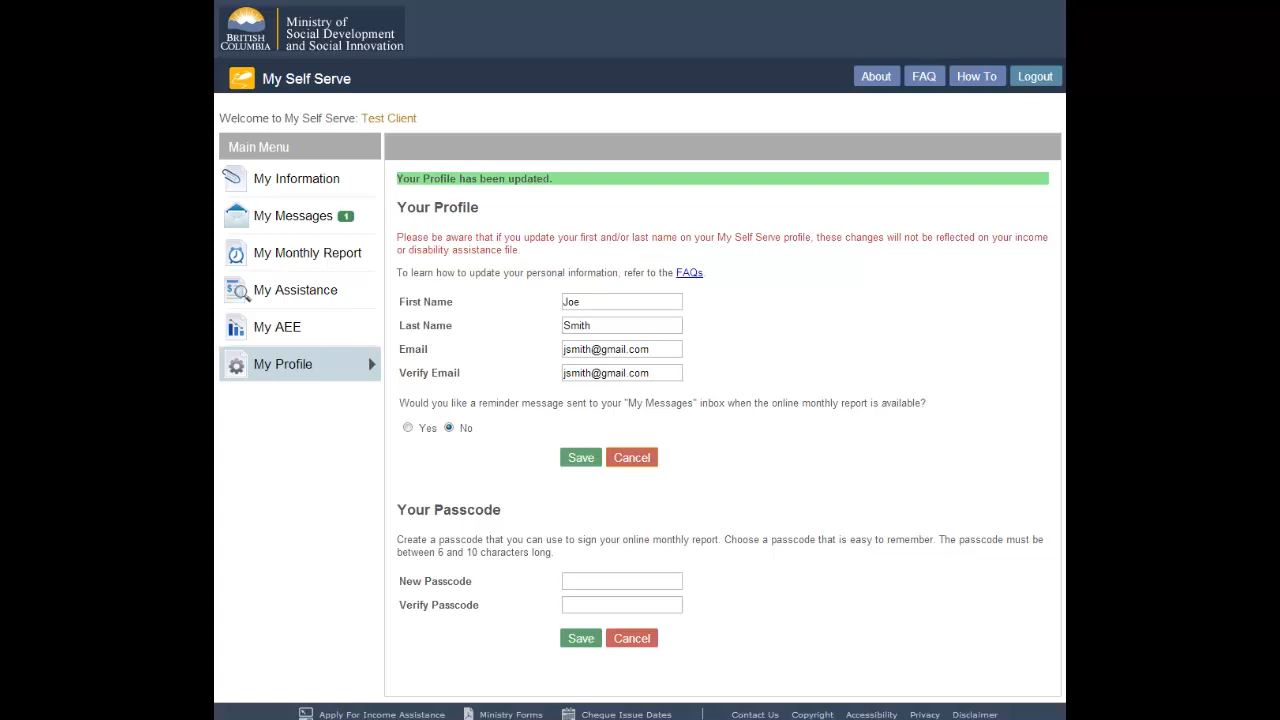 BRITISH
COLUMBIA
Ministry of
Social Development
and Social Innovation
My Self Serve
About
FAQ
How To
Logout
Welcome to My Self Serve: Test Client
Main Menu
My Information
My Messages 1
My Monthly Report
My Assistance
My AEE
My Profile
Your Profile has been updated.
Your Profile
Please be aware that if you update your first and/or last name on your My Self Serve profile, these changes will not be reflected on your income
or disability assistance file.
To learn how to update your personal information, refer to the FAQs.
First Name Joe
Last Name Smith
Email jsmith@gmail.com
Verify Email jsmith@gmail.com
Would you like a reminder message sent to your "My Messages" inbox when the online monthly report is available?
Yes No
Save Cancel
Your Passcode
Create a passcode that you can use to sign your online monthly report. Choose a passcode that is easy to remember. The passcode must be
between 6 and 10 characters long.
New Passcode
Verify Passcode
Save Cancel
Apply For Income Assistance Ministry Forms Cheque Issue Dates | Contact Us Copyright Accessibility Privacy Disclaimer